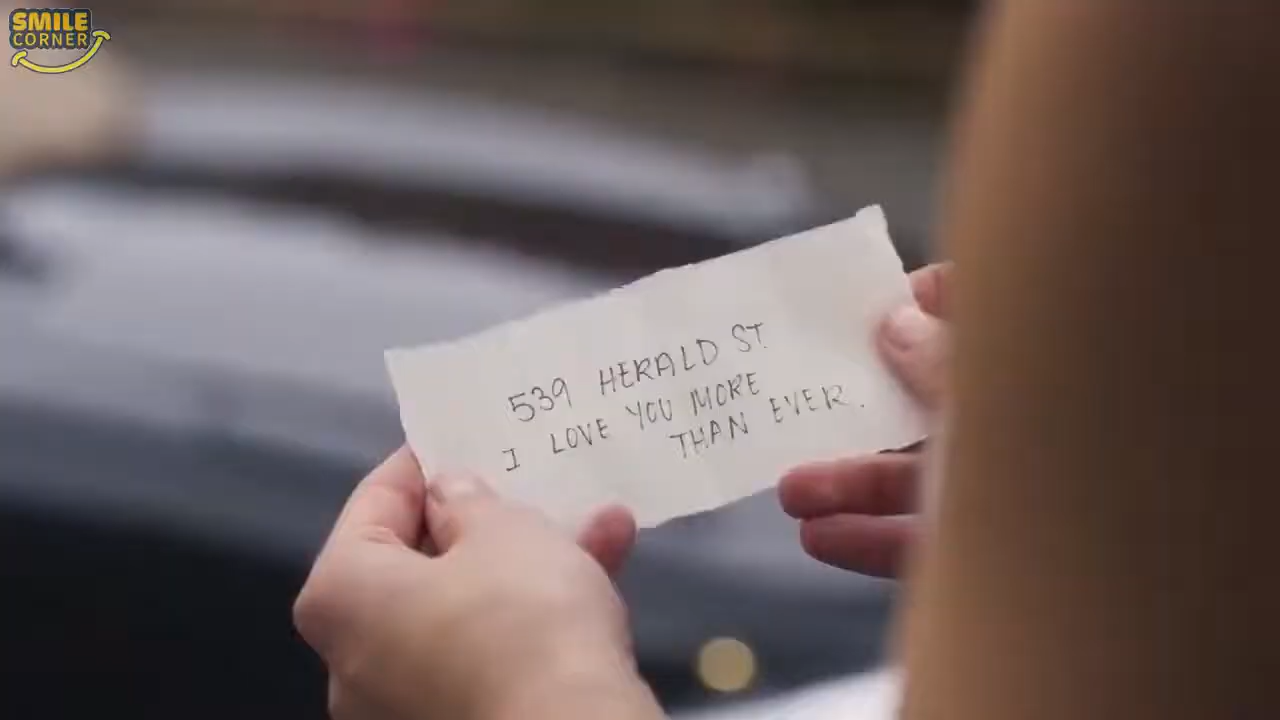 SMILE
CORNER
539 HERALD ST.
I LOVE YOU MORE
THAN EVER.